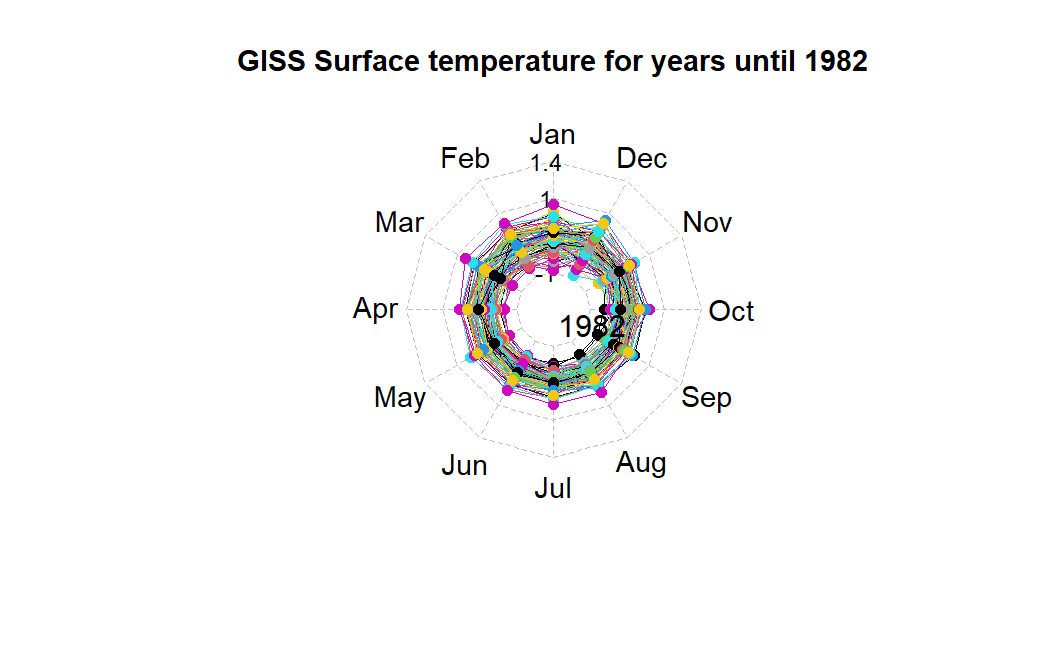 GISS Surface temperature for years until 1982
Jan
Feb
Dec
1.4
Mar
1
Nov
-1
Apr
1982
Oct
May
Sep
Jun
Aug
Jul